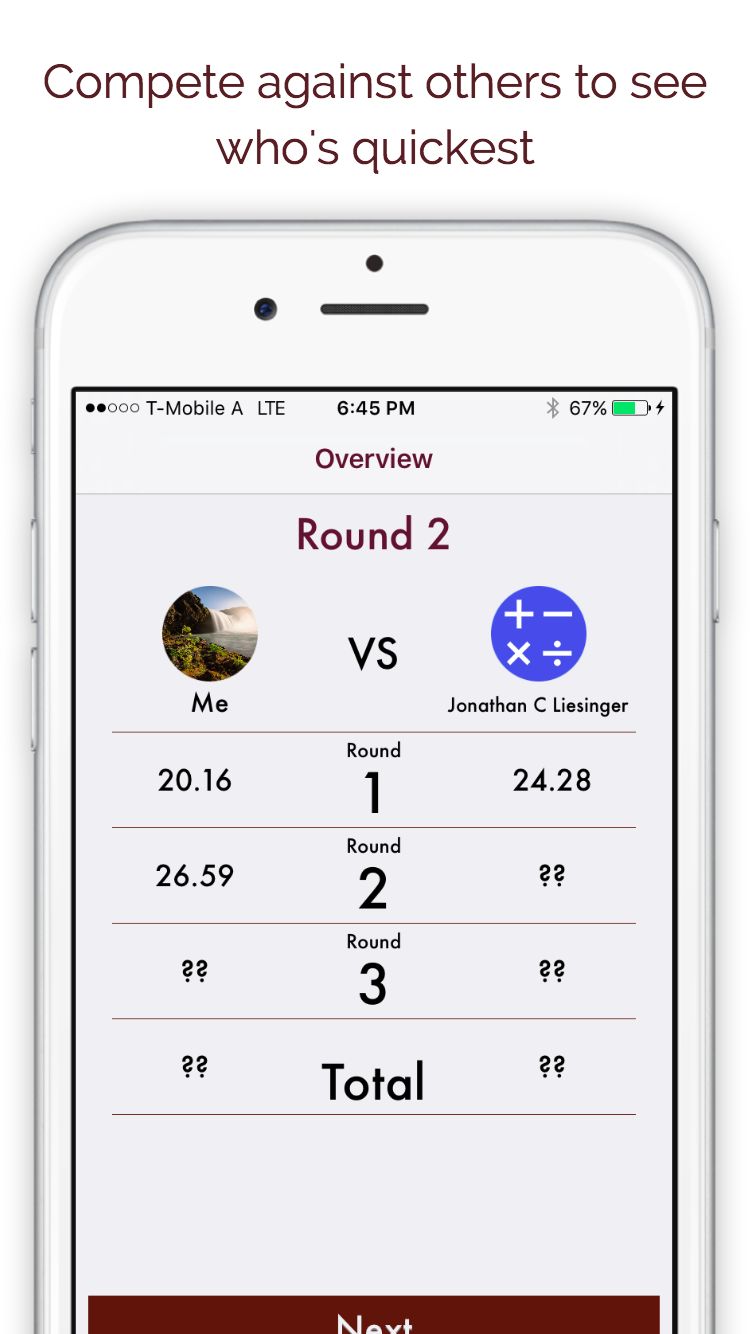 Compete against others to see
who's quickest
T-Mobile A LTE 6:45 PM 67%
Overview
Round 2
VS
Me Jonathan C Liesinger
Round
20.16 1 24.28
Round
26.59 2 ??
Round
?? 3 ??
?? Total ??
Next